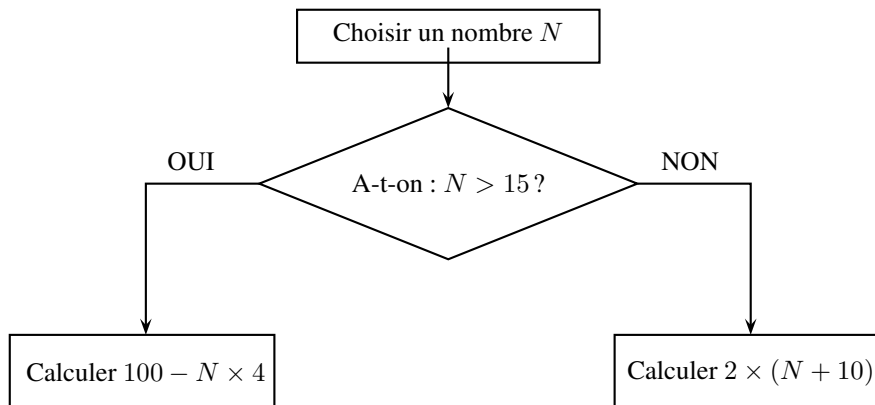 Choisir un nombre N
OUI
NON
A-t-on : N > 15 ?
Calculer 100 − N × 4
Calculer 2 × (N + 10)